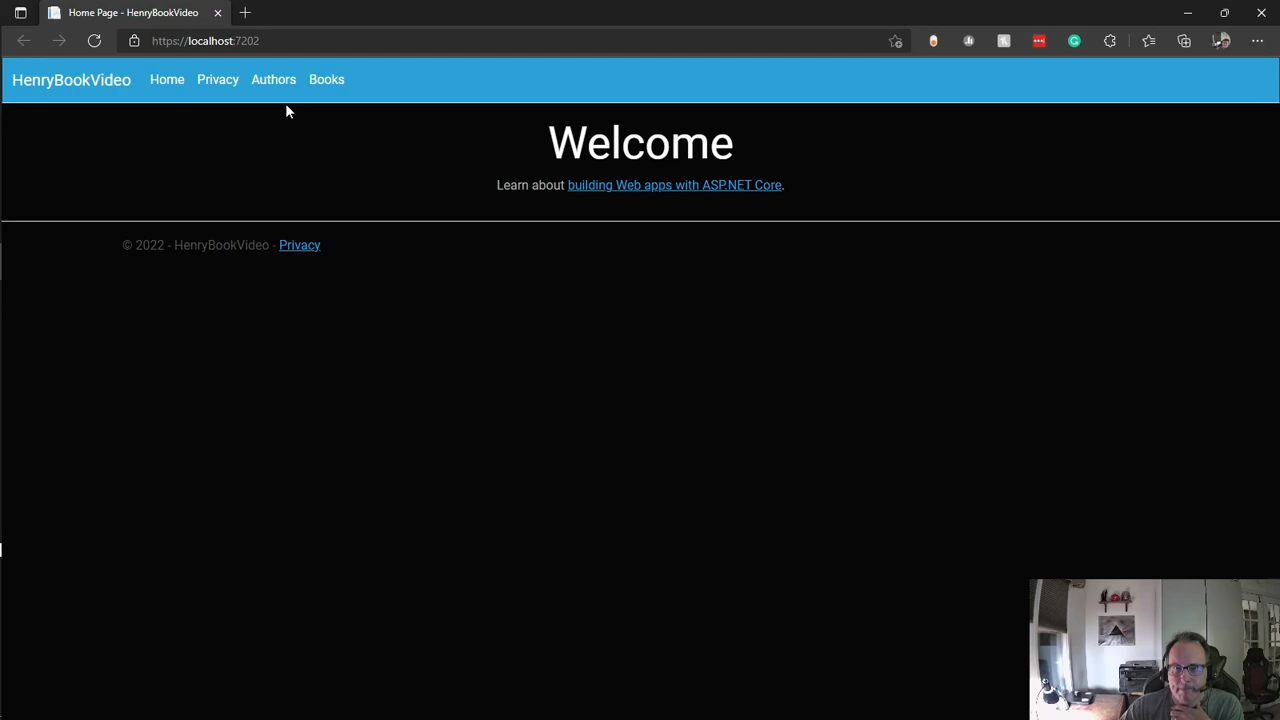 Home Page - HenryBookVideo
https://localhost:7202
HenryBookVideo Home Privacy Authors Books
Welcome
Learn about building Web apps with ASP.NET Core.
© 2022 - HenryBookVideo - Privacy